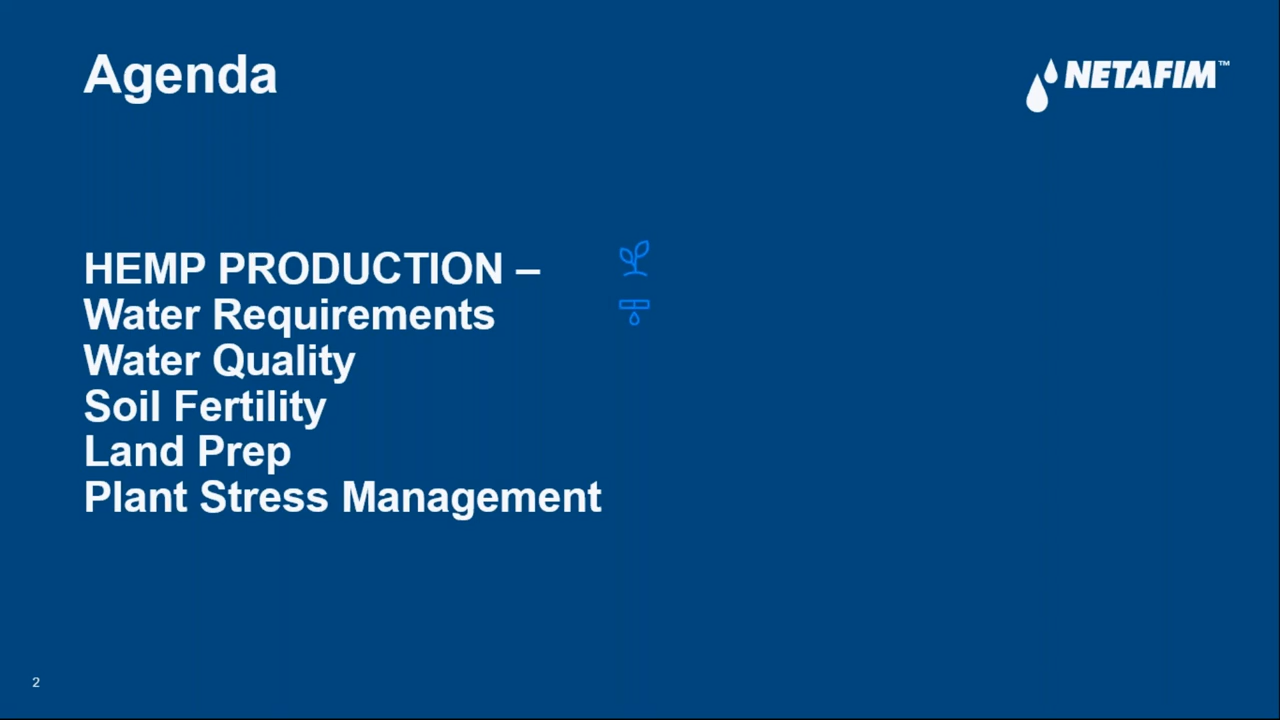 Agenda
NETAFIM™
HEMP PRODUCTION –
Water Requirements
Water Quality
Soil Fertility
Land Prep
Plant Stress Management
2